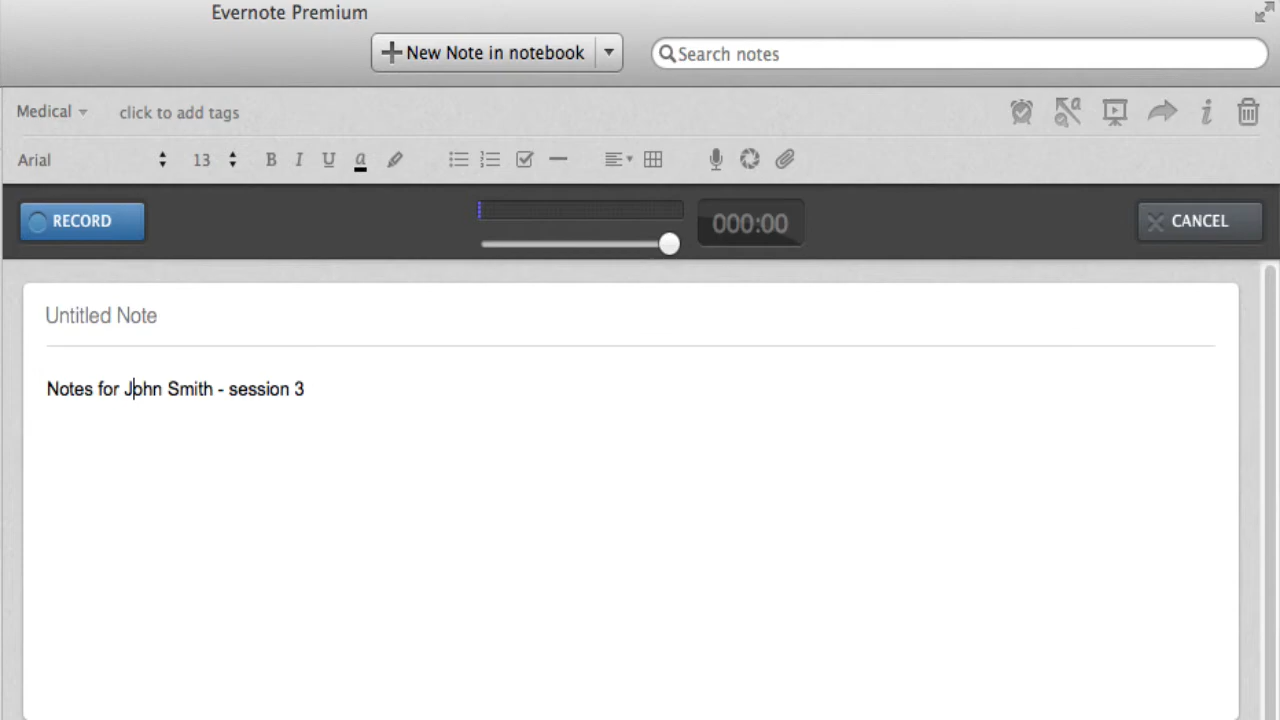 Evernote Premium
New Note in notebook
Search notes
Medical
click to add tags
Arial
13
B
I
U
a
RECORD
000:00
CANCEL
Untitled Note
Notes for John Smith - session 3